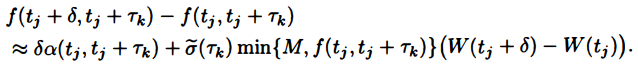 f(t_j + δ, t_j + τ_k) − f(t_j, t_j + τ_k)
≈ δα(t_j, t_j + τ_k) + σ̃(τ_k) min{M, f(t_j, t_j + τ_k)}(W(t_j + δ) − W(t_j)).